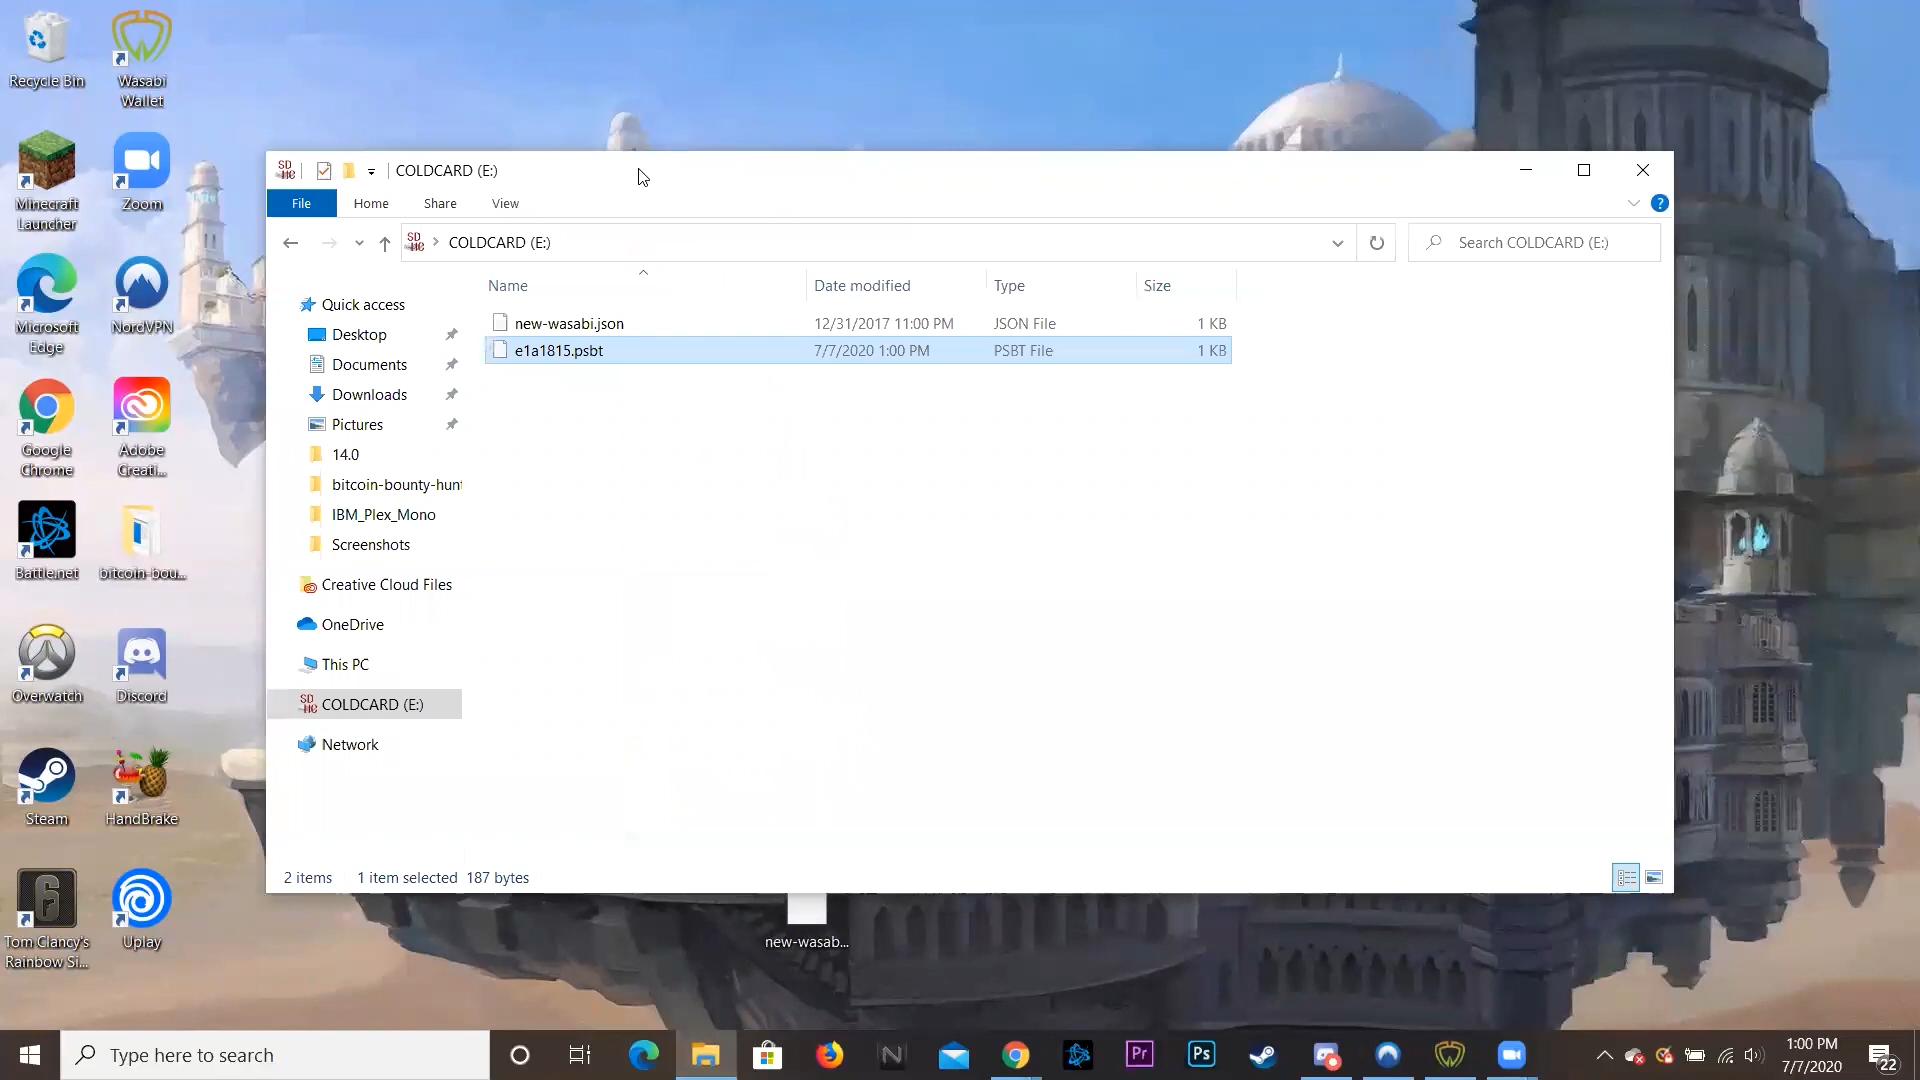 Recycle Bin
Wasabi
Wallet
Minecraft
Launcher
Zoom
Microsoft
Edge
NordVPN
Google
Chrome
Adobe
Creati...
Battle.net
bitcoin-bou...
Overwatch
Discord
Steam
HandBrake
Tom Clancy's
Rainbow Si...
Uplay
COLDCARD (E:)
File Home Share View
COLDCARD (E:)
Search COLDCARD (E:)
Name Date modified Type Size
new-wasabi.json 12/31/2017 11:00 PM JSON File 1 KB
e1a1815.psbt 7/7/2020 1:00 PM PSBT File 1 KB
Quick access
Desktop
Documents
Downloads
Pictures
14.0
bitcoin-bounty-hunt
IBM_Plex_Mono
Screenshots
Creative Cloud Files
OneDrive
This PC
COLDCARD (E:)
Network
2 items 1 item selected 187 bytes
new-wasab...
Type here to search
Pr
Ps
1:00 PM
7/7/2020
22